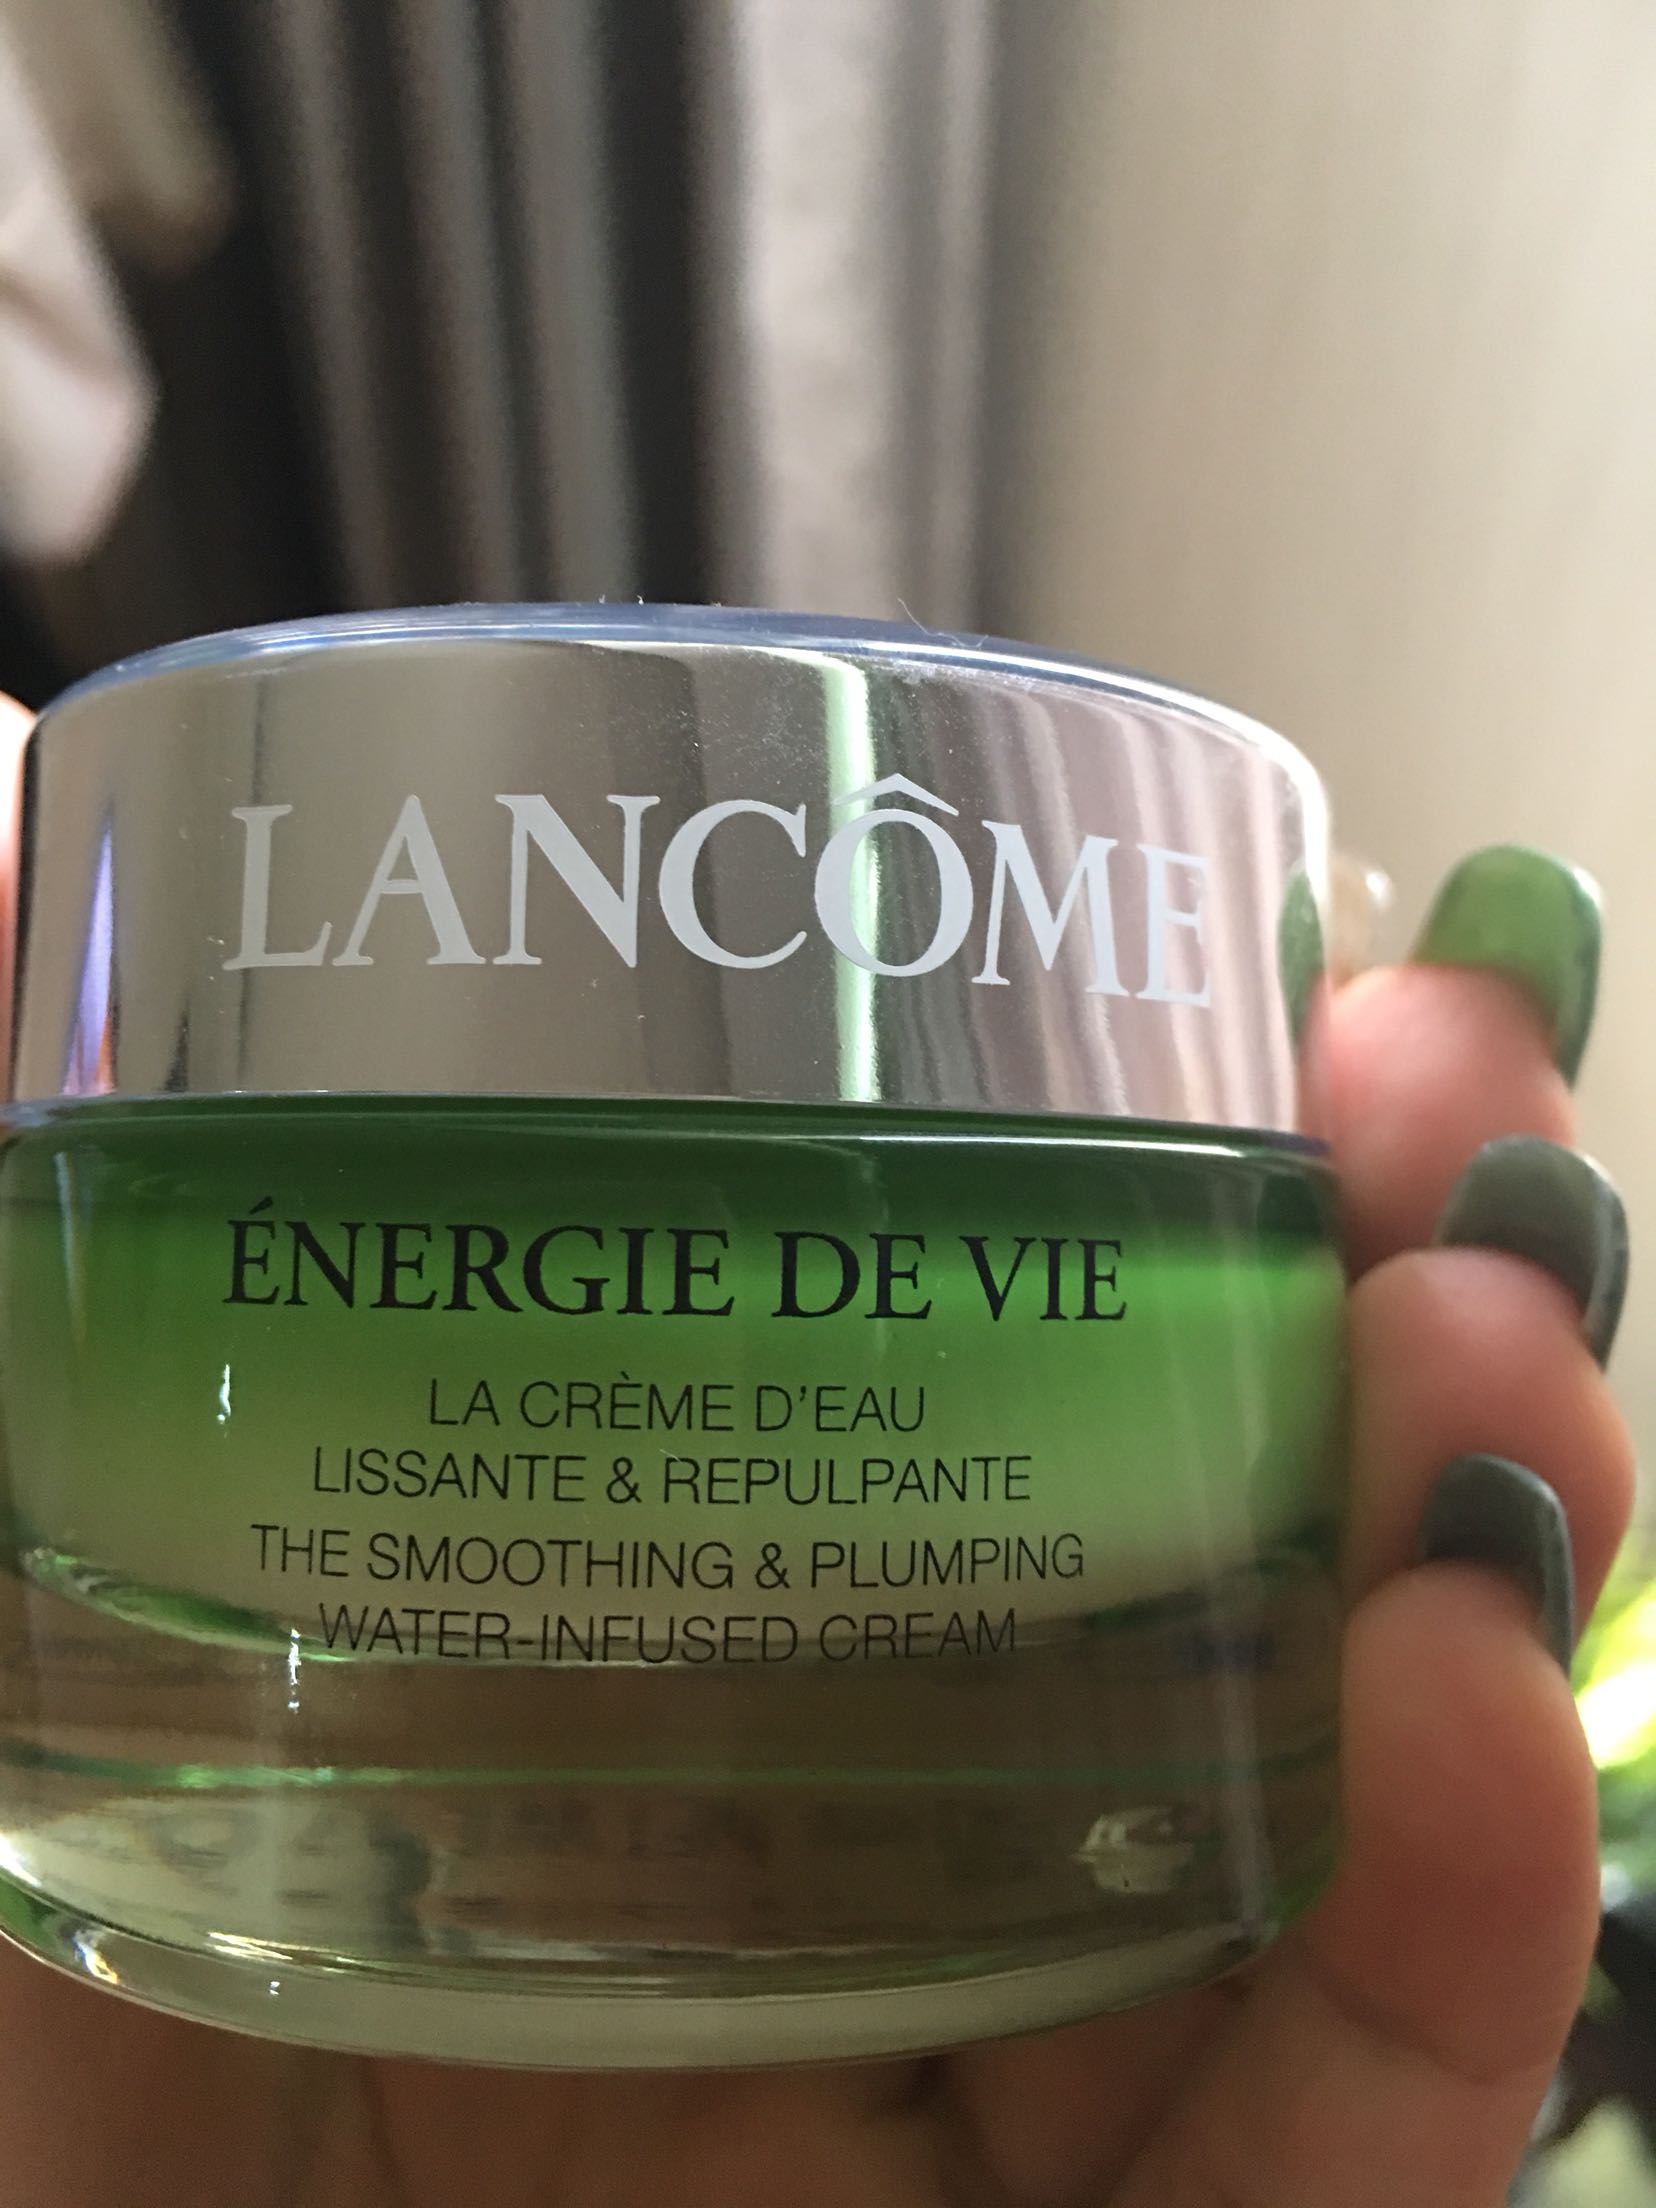 LANCÔME
ÉNERGIE DE VIE
LA CRÈME D'EAU
LISSANTE & REPULPANTE
THE SMOOTHING & PLUMPING
WATER-INFUSED CREAM